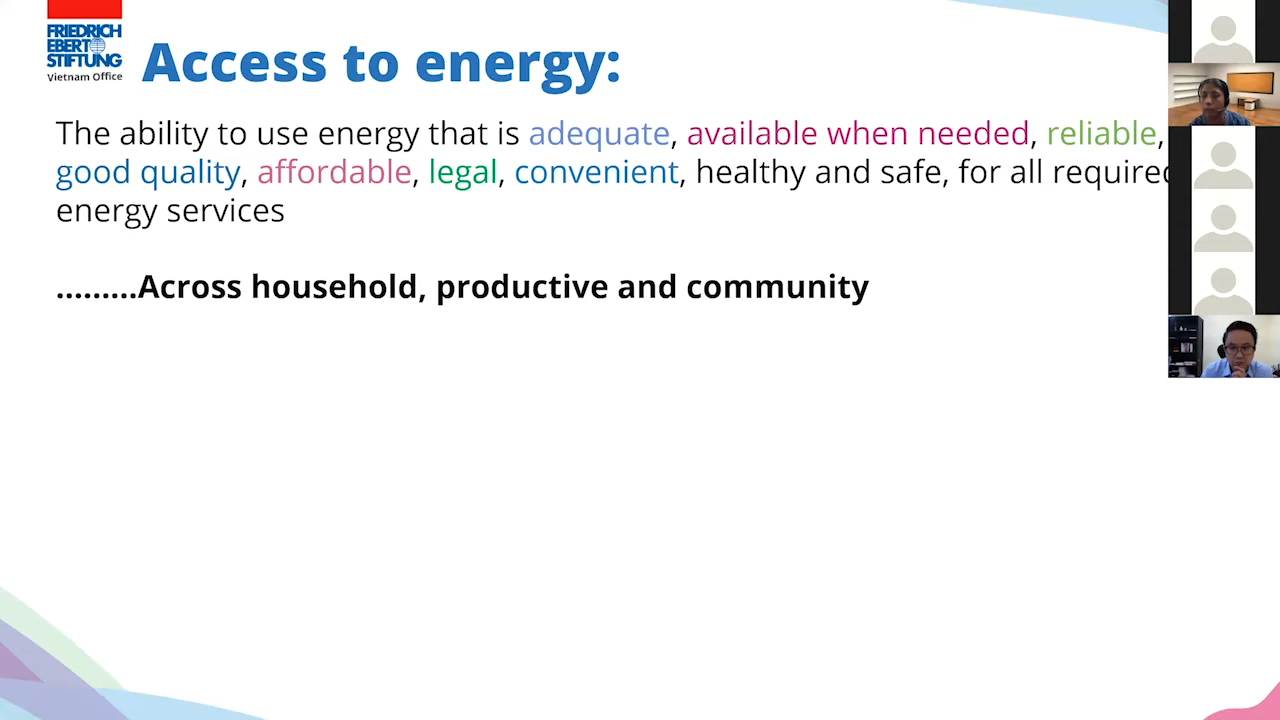 FRIEDRICH
EBERT
STIFTUNG
Vietnam Office
Access to energy:
The ability to use energy that is adequate, available when needed, reliable,
good quality, affordable, legal, convenient, healthy and safe, for all required
energy services
.........Across household, productive and community